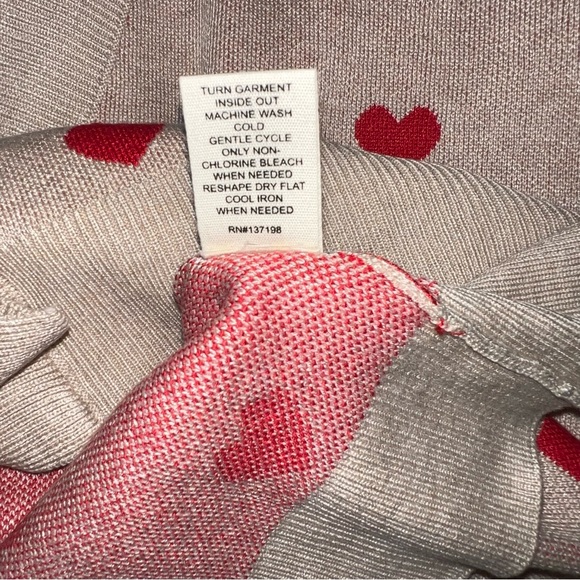 TURN GARMENT
INSIDE OUT
MACHINE WASH
COLD
GENTLE CYCLE
ONLY NON-
CHLORINE BLEACH
WHEN NEEDED
RESHAPE DRY FLAT
COOL IRON
WHEN NEEDED
RN#137198